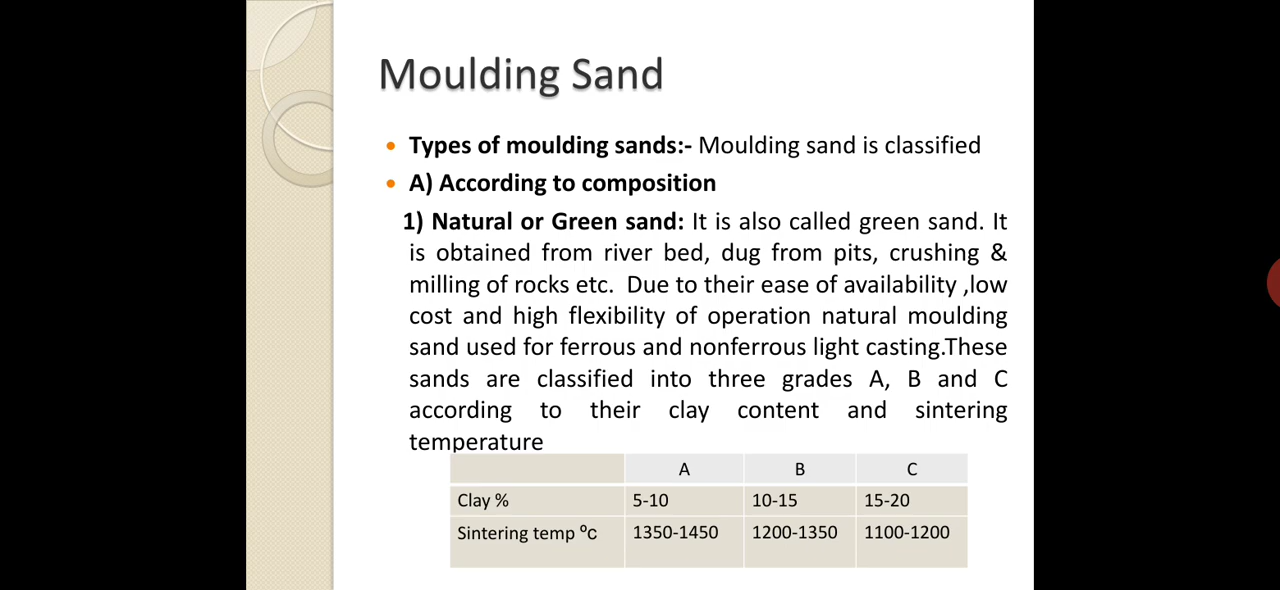 Moulding Sand
• Types of moulding sands:- Moulding sand is classified
• A) According to composition
1) Natural or Green sand: It is also called green sand. It
is obtained from river bed, dug from pits, crushing &
milling of rocks etc. Due to their ease of availability ,low
cost and high flexibility of operation natural moulding
sand used for ferrous and nonferrous light casting.These
sands are classified into three grades A, B and C
according to their clay content and sintering
temperature
A B C
Clay % 5-10 10-15 15-20
Sintering temp ⁰c 1350-1450 1200-1350 1100-1200